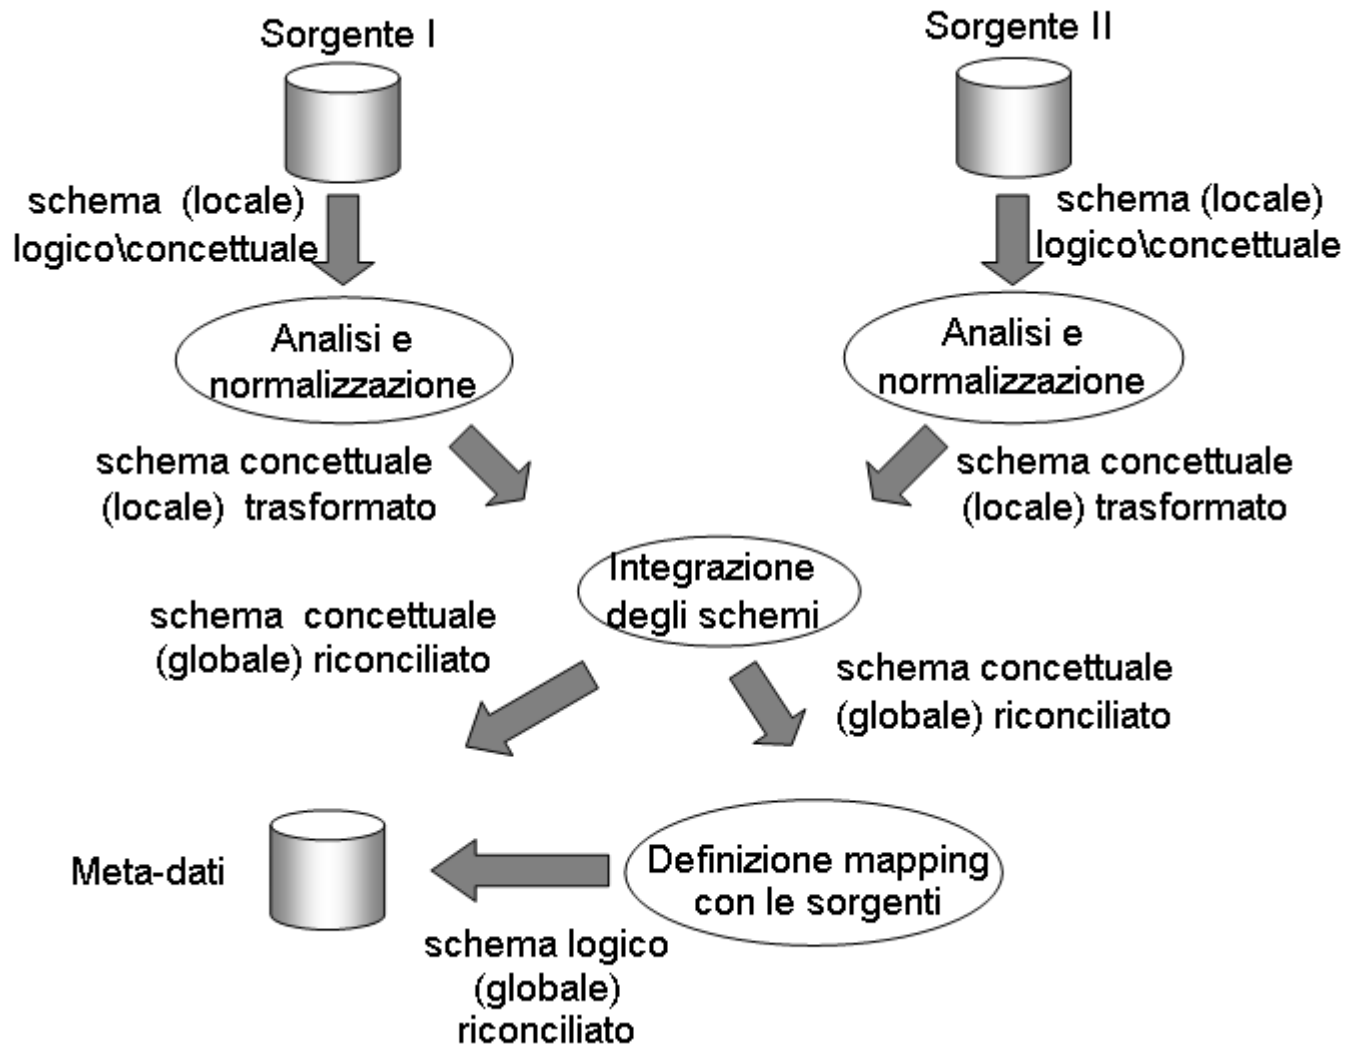 Sorgente I
Sorgente II
schema (locale)
logico\concettuale
schema (locale)
logico\concettuale
Analisi e
normalizzazione
Analisi e
normalizzazione
schema concettuale
(locale) trasformato
schema concettuale
(locale) trasformato
Integrazione
degli schemi
schema concettuale
(globale) riconciliato
schema concettuale
(globale) riconciliato
Meta-dati
Definizione mapping
con le sorgenti
schema logico
(globale)
riconciliato